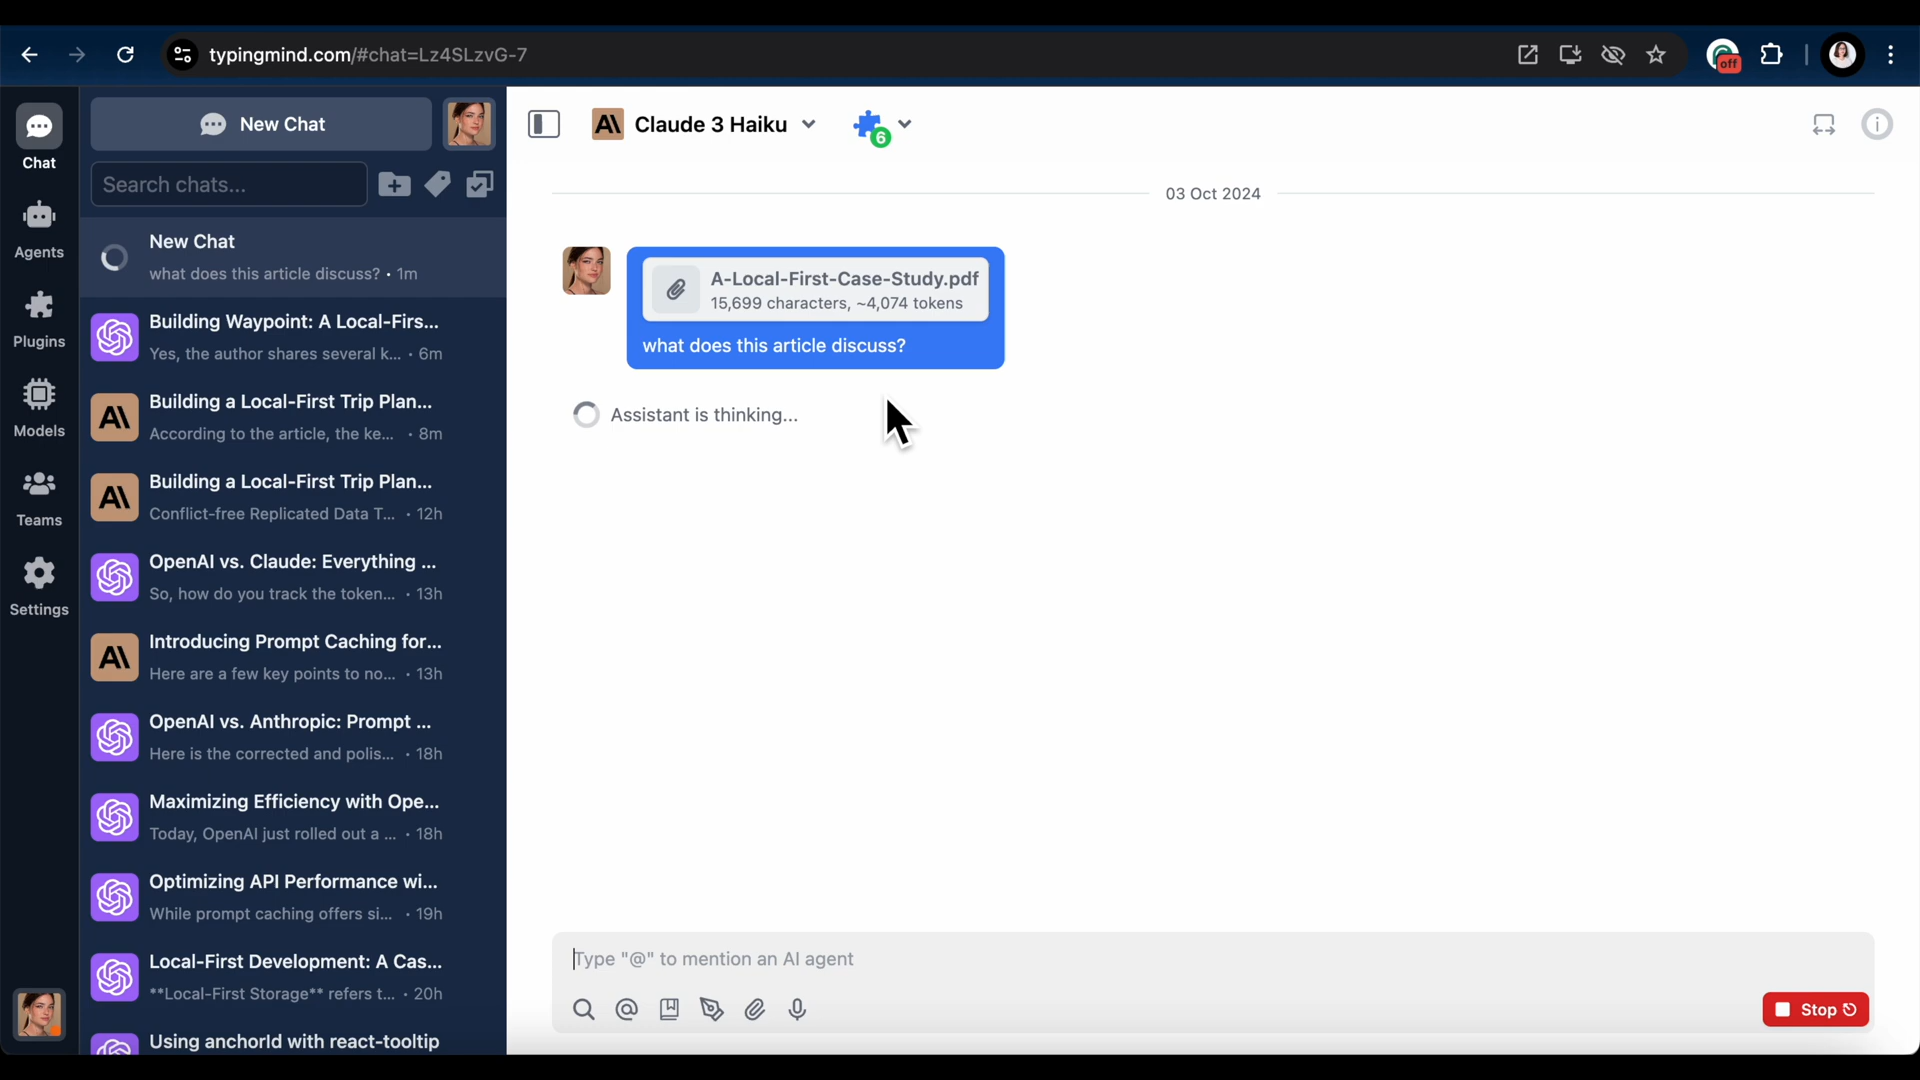 typingmind.com/#chat=Lz4SLzvG-7
off
Chat
Agents
Plugins
Models
Teams
Settings
New Chat
Search chats...
New Chat
what does this article discuss? • 1m
Building Waypoint: A Local-Firs...
Yes, the author shares several k... • 6m
Building a Local-First Trip Plan...
According to the article, the ke... • 8m
Building a Local-First Trip Plan...
Conflict-free Replicated Data T... • 12h
OpenAI vs. Claude: Everything ...
So, how do you track the token... • 13h
Introducing Prompt Caching for...
Here are a few key points to no... • 13h
OpenAI vs. Anthropic: Prompt ...
Here is the corrected and polis... • 18h
Maximizing Efficiency with Ope...
Today, OpenAI just rolled out a ... • 18h
Optimizing API Performance wi...
While prompt caching offers si... • 19h
Local-First Development: A Cas...
**Local-First Storage** refers t... • 20h
Using anchorId with react-tooltip
Claude 3 Haiku
6
03 Oct 2024
A-Local-First-Case-Study.pdf
15,699 characters, ~4,074 tokens
what does this article discuss?
Assistant is thinking...
Type "@" to mention an AI agent
Stop